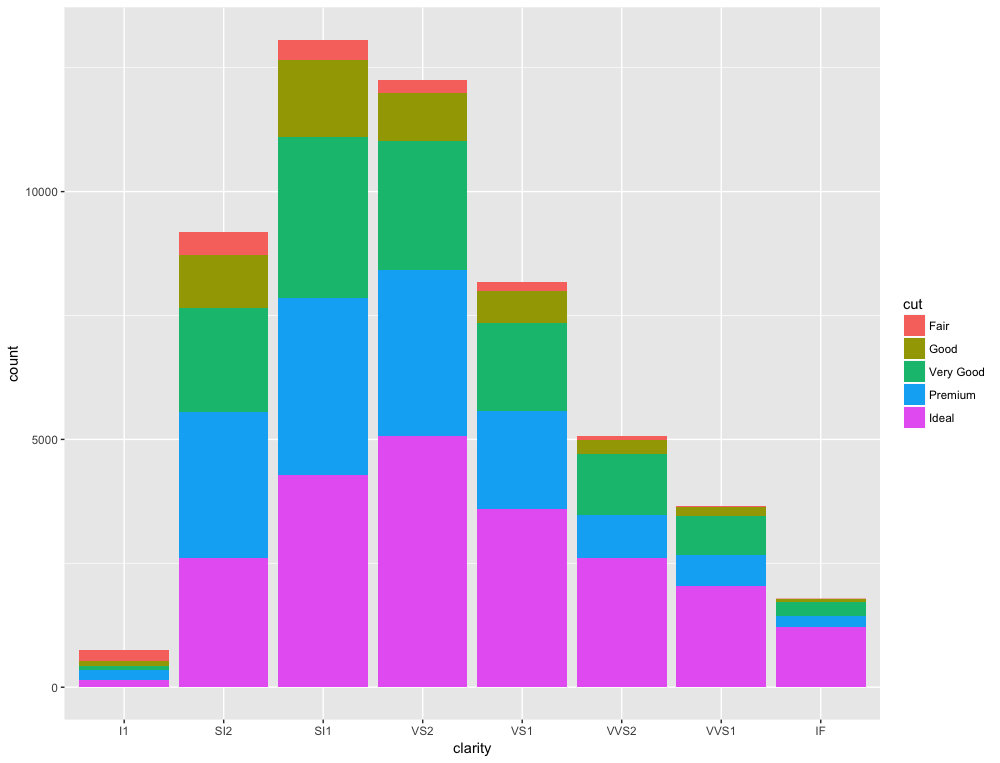 10000
5000
0
count
I1 SI2 SI1 VS2 VS1 VVS2 VVS1 IF
clarity
cut
Fair
Good
Very Good
Premium
Ideal